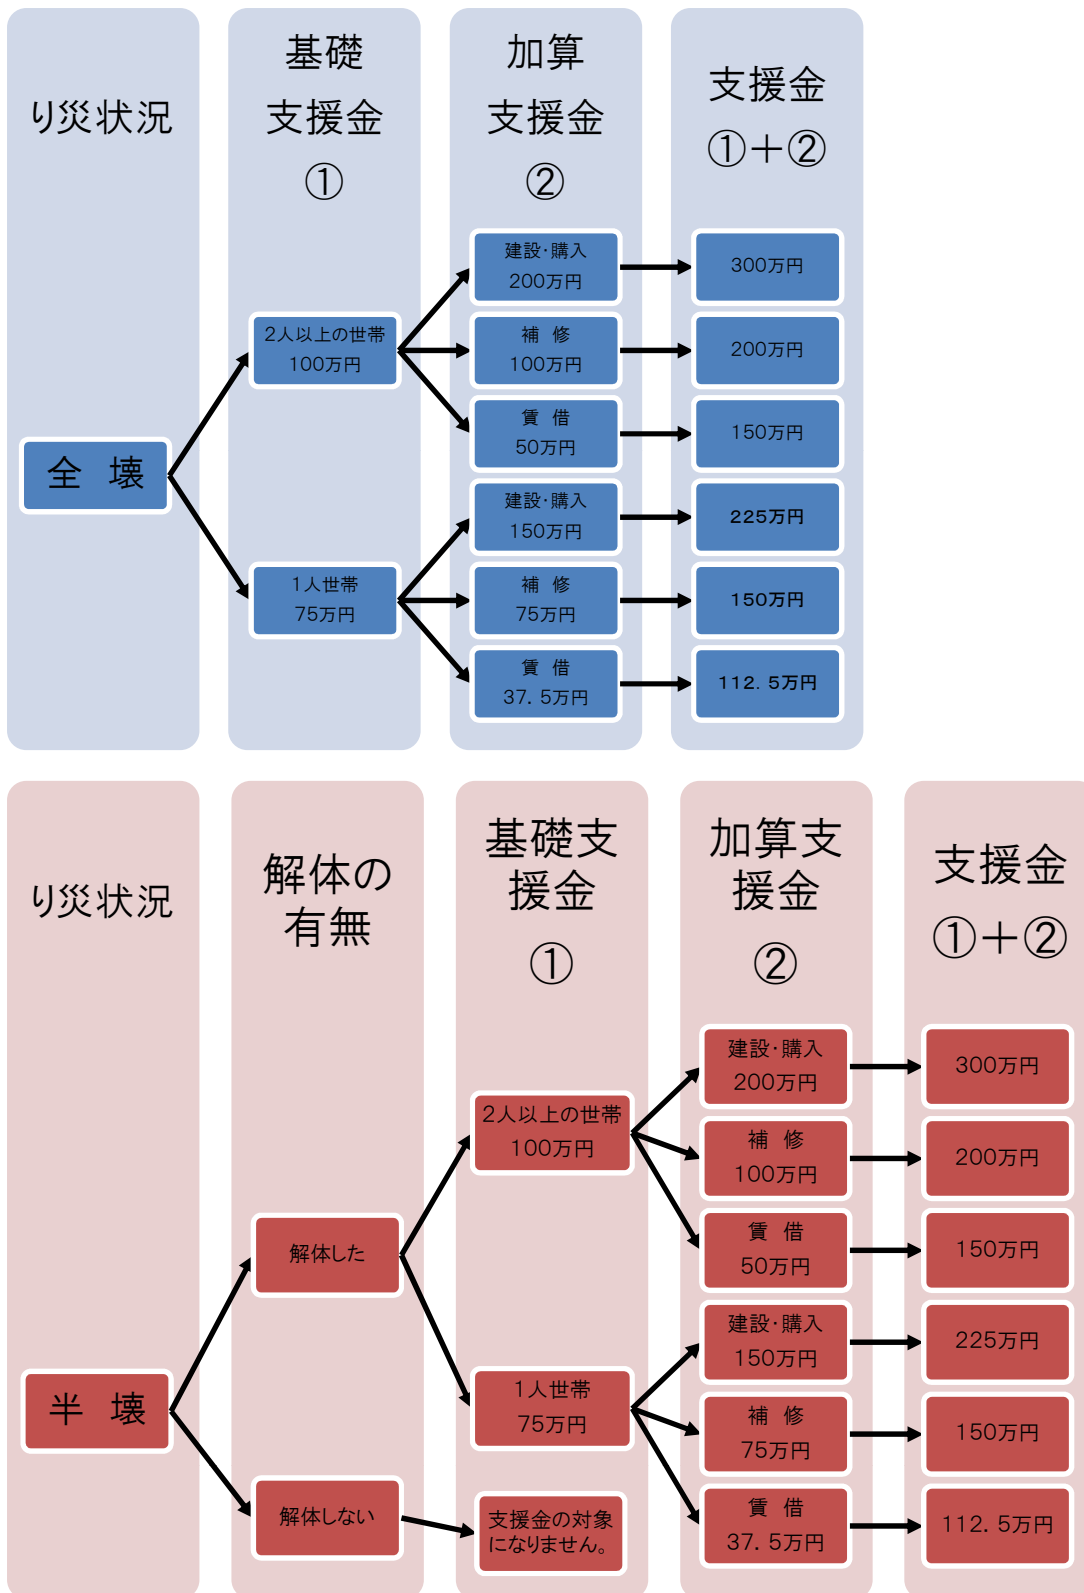 り災状況
基礎
支援金
①
加算
支援金
②
支援金
①＋②
全　壊
2人以上の世帯
100万円
建設・購入
200万円
300万円
補　修
100万円
200万円
賃　借
50万円
150万円
1人世帯
75万円
建設・購入
150万円
225万円
補　修
75万円
150万円
賃　借
37．5万円
112．5万円
り災状況
解体の
有無
基礎支
援金
①
加算支
援金
②
支援金
①＋②
半　壊
解体した
2人以上の世帯
100万円
建設・購入
200万円
300万円
補　修
100万円
200万円
賃　借
50万円
150万円
1人世帯
75万円
建設・購入
150万円
225万円
補　修
75万円
150万円
賃　借
37．5万円
112．5万円
解体しない
支援金の対象
になりません。